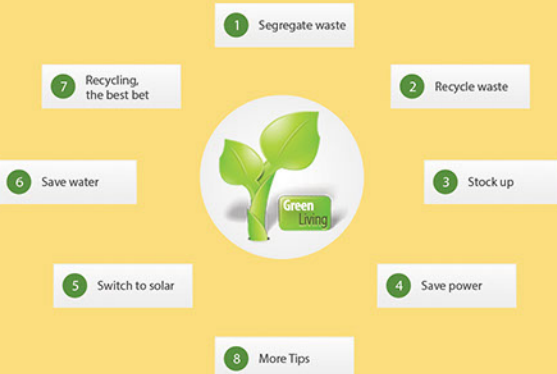 1 Segregate waste
2 Recycle waste
3 Stock up
4 Save power
5 Switch to solar
6 Save water
7 Recycling,
the best bet
8 More Tips
Green
Living